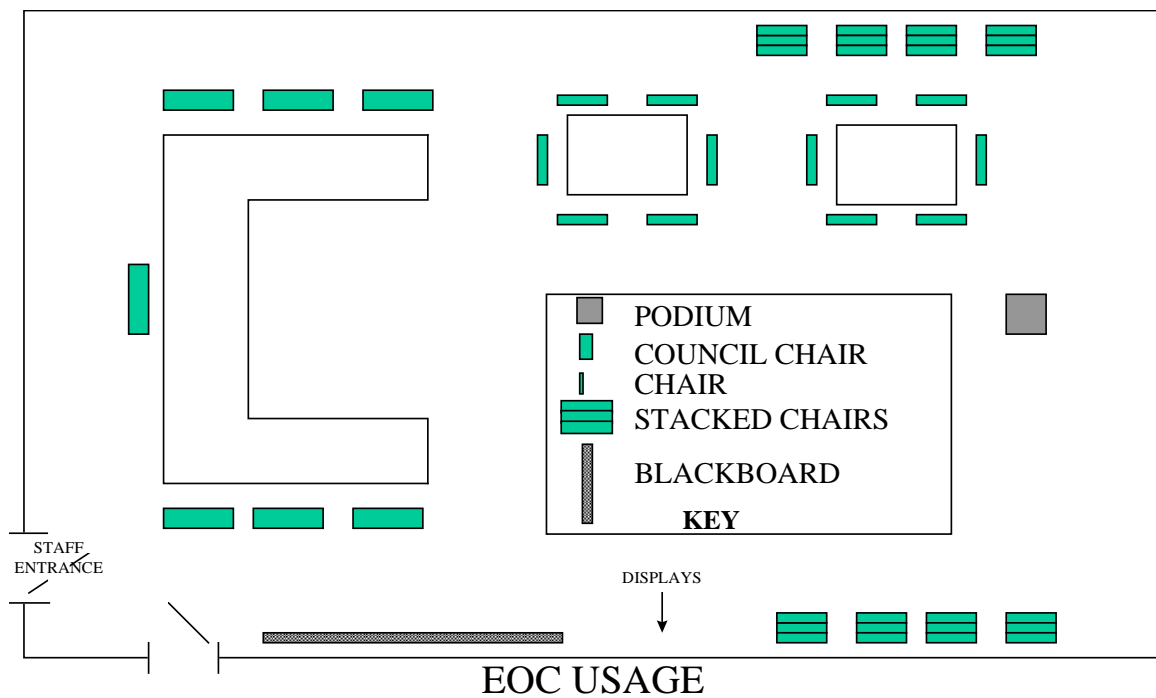 PODIUM
COUNCIL CHAIR
CHAIR
STACKED CHAIRS
BLACKBOARD
KEY
STAFF
ENTRANCE
DISPLAYS
EOC USAGE